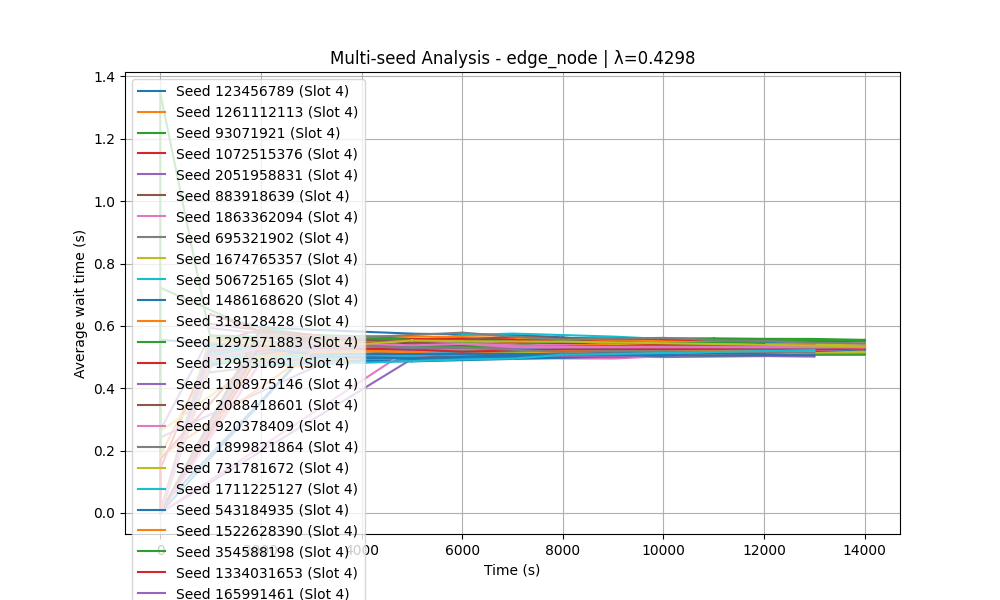 Multi-seed Analysis - edge_node | λ=0.4298
Average wait time (s)
1.4
1.2
1.0
0.8
0.6
0.4
0.2
0.0
Seed 123456789 (Slot 4)
Seed 1261112113 (Slot 4)
Seed 93071921 (Slot 4)
Seed 1072515376 (Slot 4)
Seed 2051958831 (Slot 4)
Seed 883918639 (Slot 4)
Seed 1863362094 (Slot 4)
Seed 695321902 (Slot 4)
Seed 1674765357 (Slot 4)
Seed 506725165 (Slot 4)
Seed 1486168620 (Slot 4)
Seed 318128428 (Slot 4)
Seed 1297571883 (Slot 4)
Seed 129531691 (Slot 4)
Seed 1108975146 (Slot 4)
Seed 2088418601 (Slot 4)
Seed 920378409 (Slot 4)
Seed 1899821864 (Slot 4)
Seed 731781672 (Slot 4)
Seed 1711225127 (Slot 4)
Seed 543184935 (Slot 4)
Seed 1522628390 (Slot 4)
Seed 354588198 (Slot 4)
Seed 1334031653 (Slot 4)
Seed 165991461 (Slot 4)
0 2000 4000 6000 8000 10000 12000 14000
Time (s)